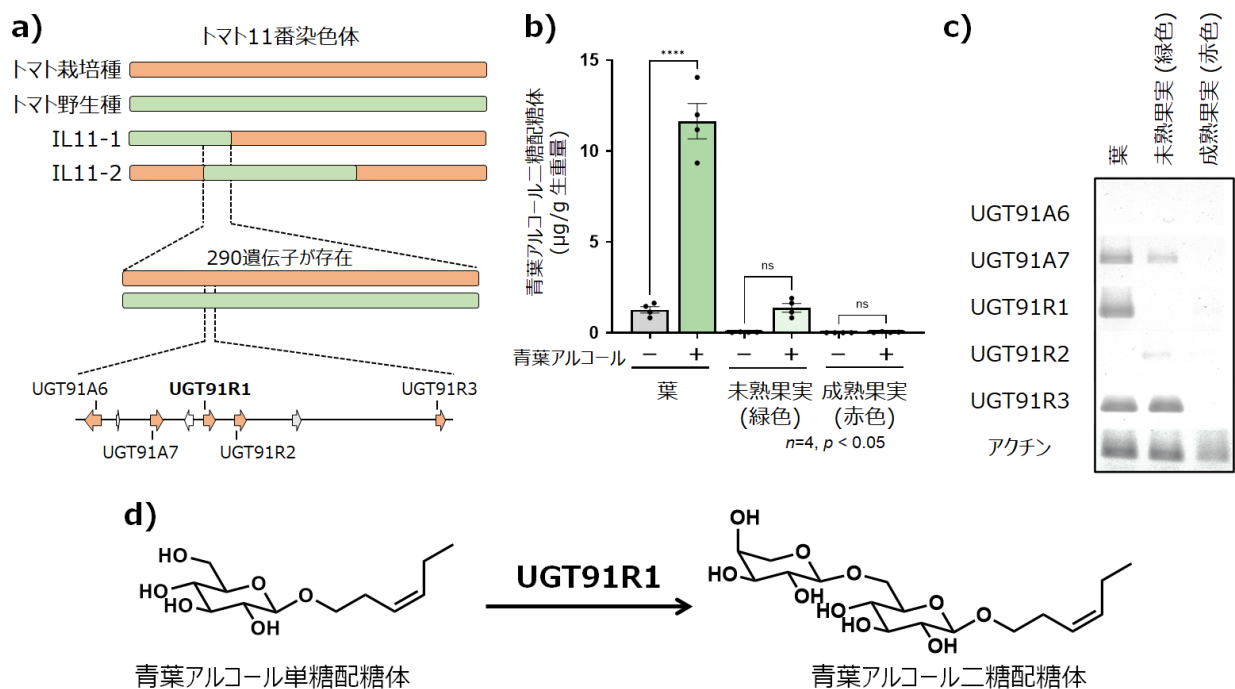 a)
トマト11番染色体
トマト栽培種
トマト野生種
IL11-1
IL11-2
290遺伝子が存在
UGT91A6
UGT91R1
UGT91R3
UGT91A7
UGT91R2
b)
青葉アルコール二糖配糖体
(μg/g 生重量)
15
10
5
0
****
ns
ns
青葉アルコール
−
+
−
+
−
+
葉
未熟果実
(緑色)
成熟果実
(赤色)
n=4, p < 0.05
c)
葉
未熟果実 (緑色)
成熟果実 (赤色)
UGT91A6
UGT91A7
UGT91R1
UGT91R2
UGT91R3
アクチン
d)
HO
HO
HO
OH
O
O
青葉アルコール単糖配糖体
UGT91R1
OH
O
HO
OH
O
HO
HO
OH
O
O
青葉アルコール二糖配糖体